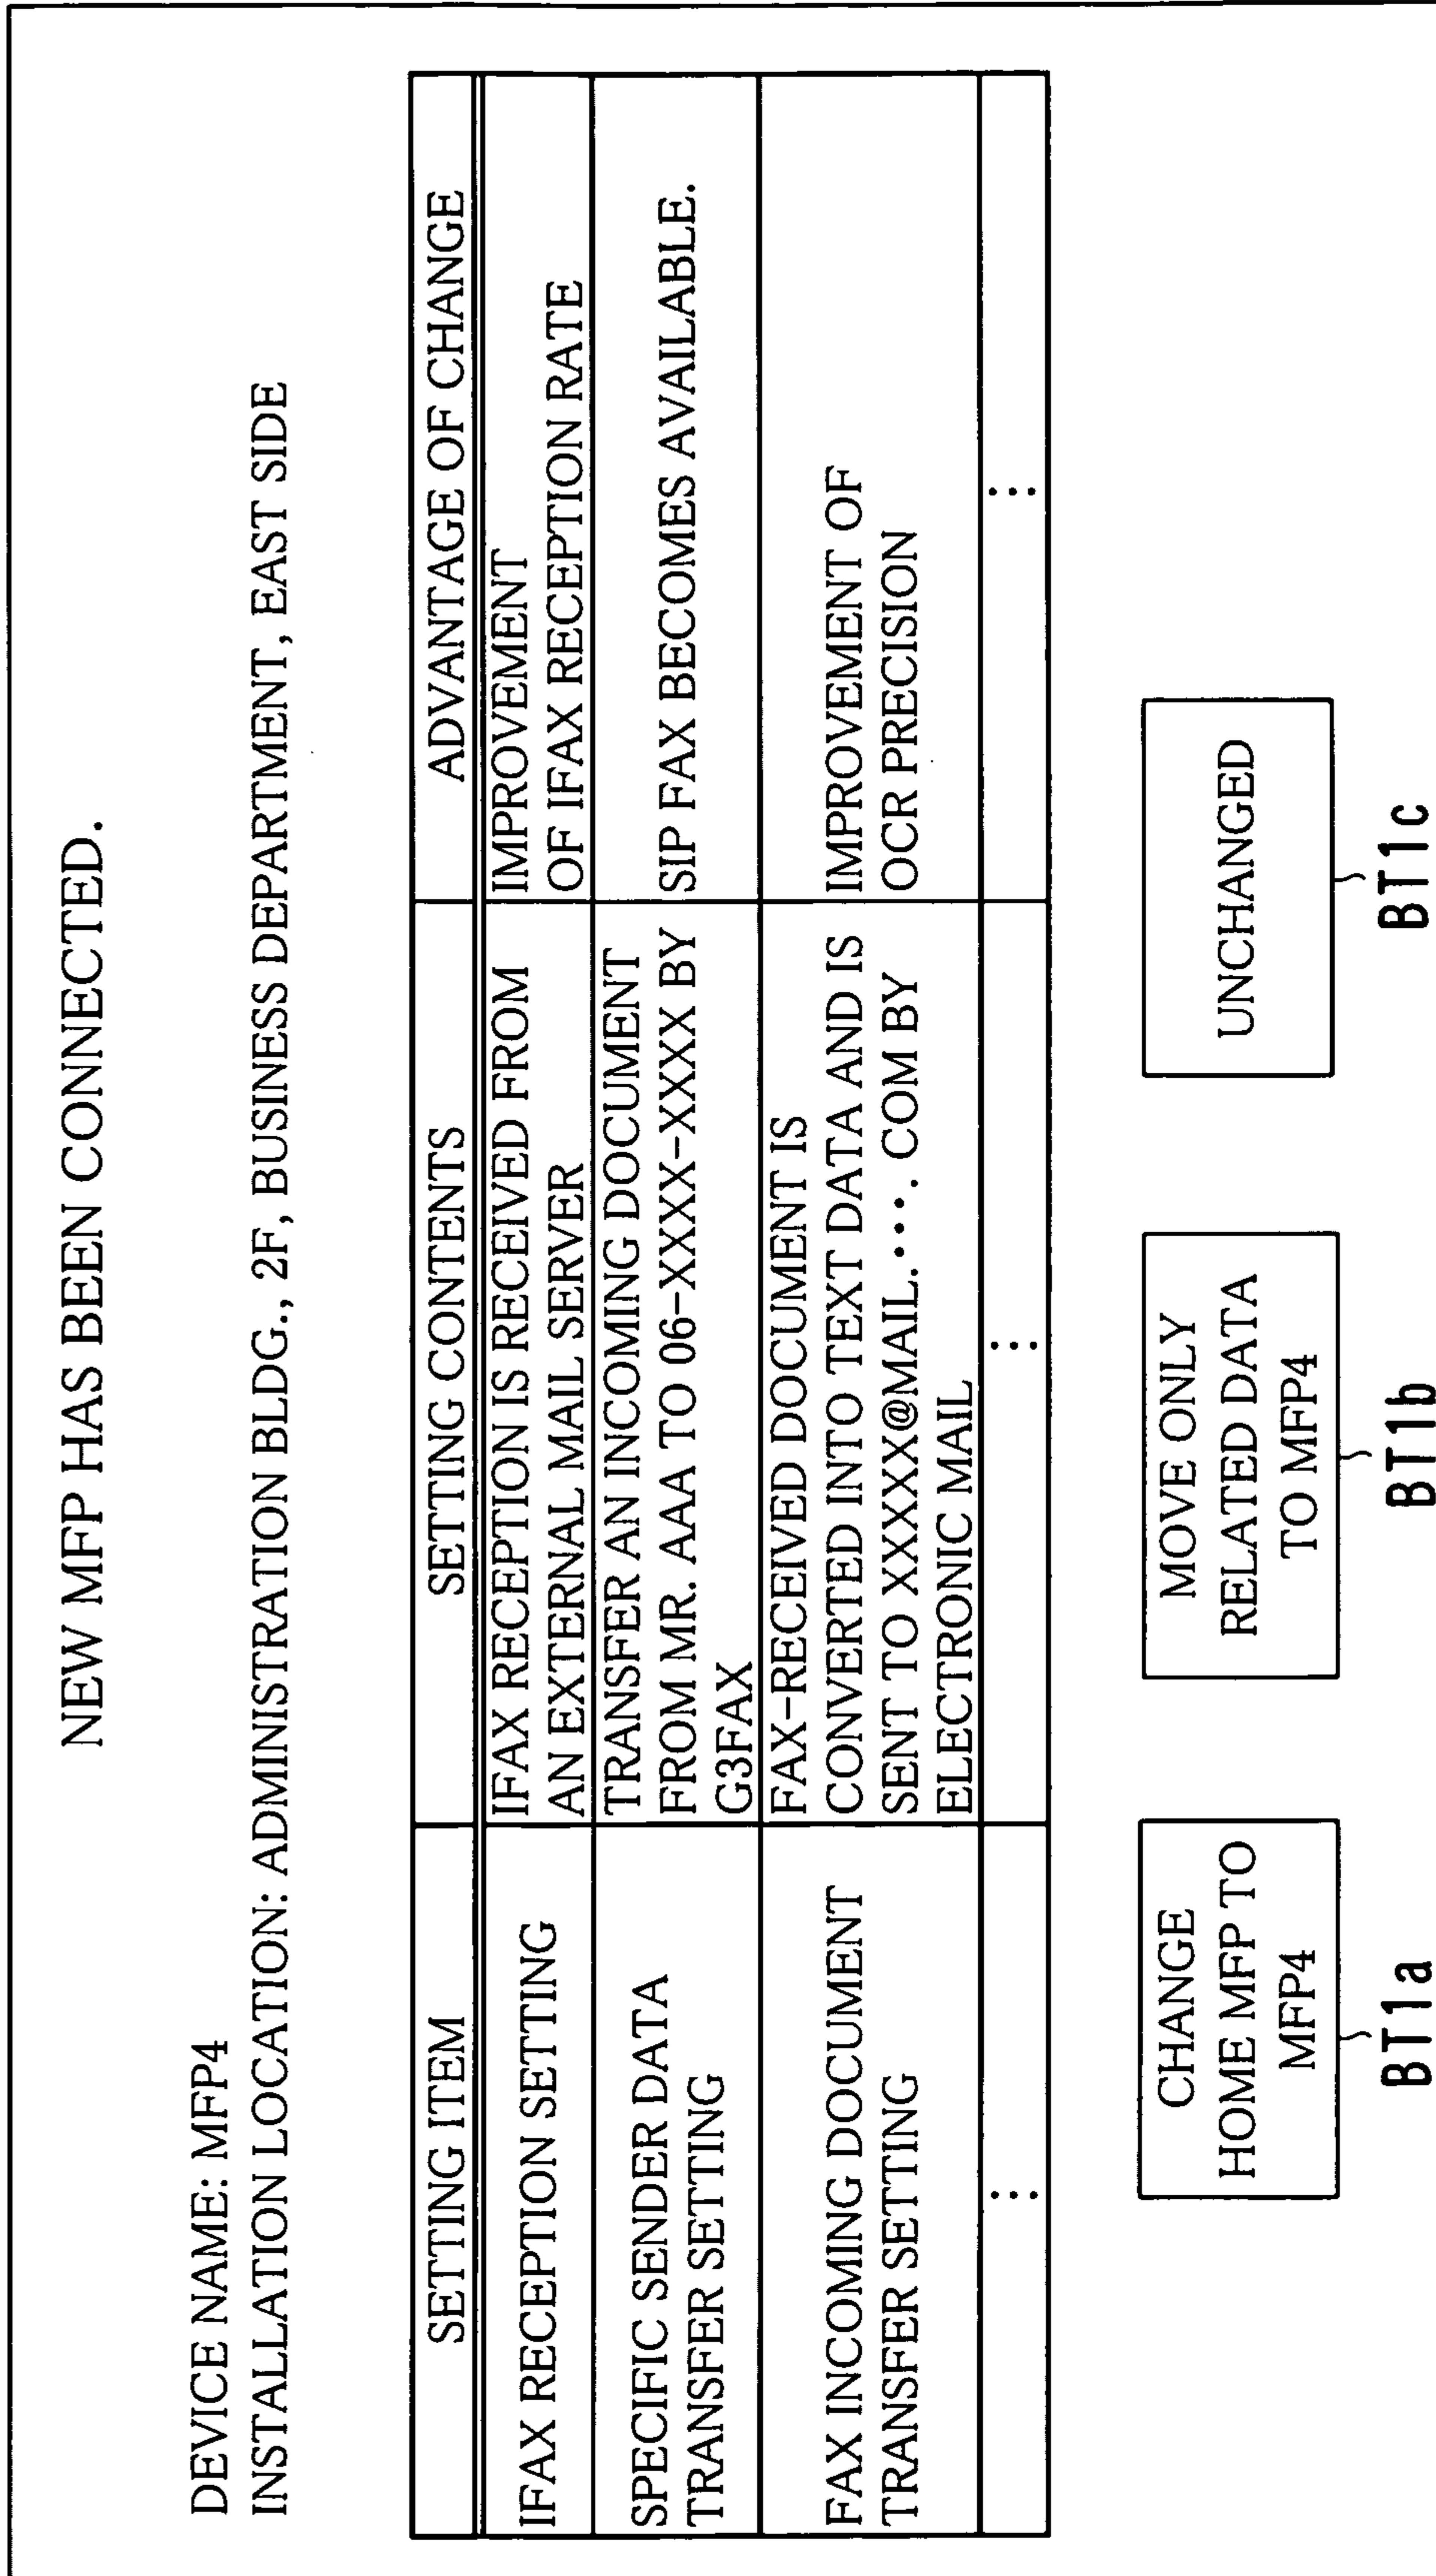 NEW MFP HAS BEEN CONNECTED.
DEVICE NAME: MFP4
INSTALLATION LOCATION: ADMINISTRATION BLDG., 2F, BUSINESS DEPARTMENT, EAST SIDE
SETTING ITEM
SETTING CONTENTS
ADVANTAGE OF CHANGE
IFAX RECEPTION SETTING
IFAX RECEPTION IS RECEIVED FROM
AN EXTERNAL MAIL SERVER
IMPROVEMENT
OF IFAX RECEPTION RATE
SPECIFIC SENDER DATA
TRANSFER SETTING
TRANSFER AN INCOMING DOCUMENT
FROM MR. AAA TO 06-XXXX-XXXX BY
G3FAX
SIP FAX BECOMES AVAILABLE.
FAX INCOMING DOCUMENT
TRANSFER SETTING
FAX-RECEIVED DOCUMENT IS
CONVERTED INTO TEXT DATA AND IS
SENT TO XXXXX@MAIL.···. COM BY
ELECTRONIC MAIL
IMPROVEMENT OF
OCR PRECISION
⋮
⋮
⋮
CHANGE
HOME MFP TO
MFP4
BT1a
MOVE ONLY
RELATED DATA
TO MFP4
BT1b
UNCHANGED
BT1c